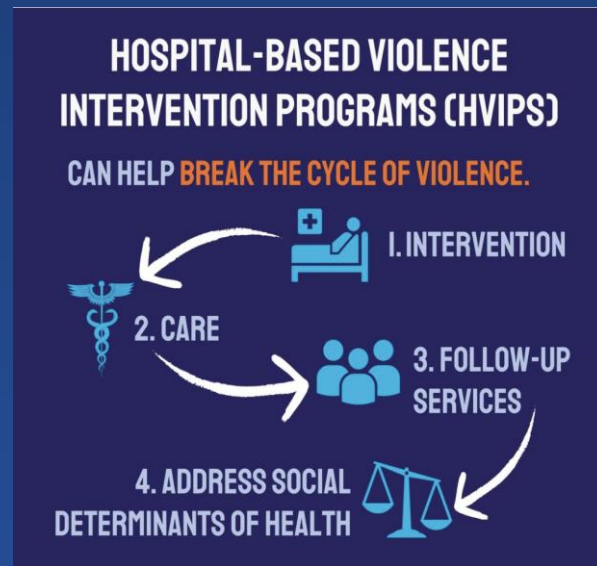 HOSPITAL-BASED VIOLENCE
INTERVENTION PROGRAMS (HVIPS)
CAN HELP BREAK THE CYCLE OF VIOLENCE.
1. INTERVENTION
2. CARE
3. FOLLOW-UP
SERVICES
4. ADDRESS SOCIAL
DETERMINANTS OF HEALTH